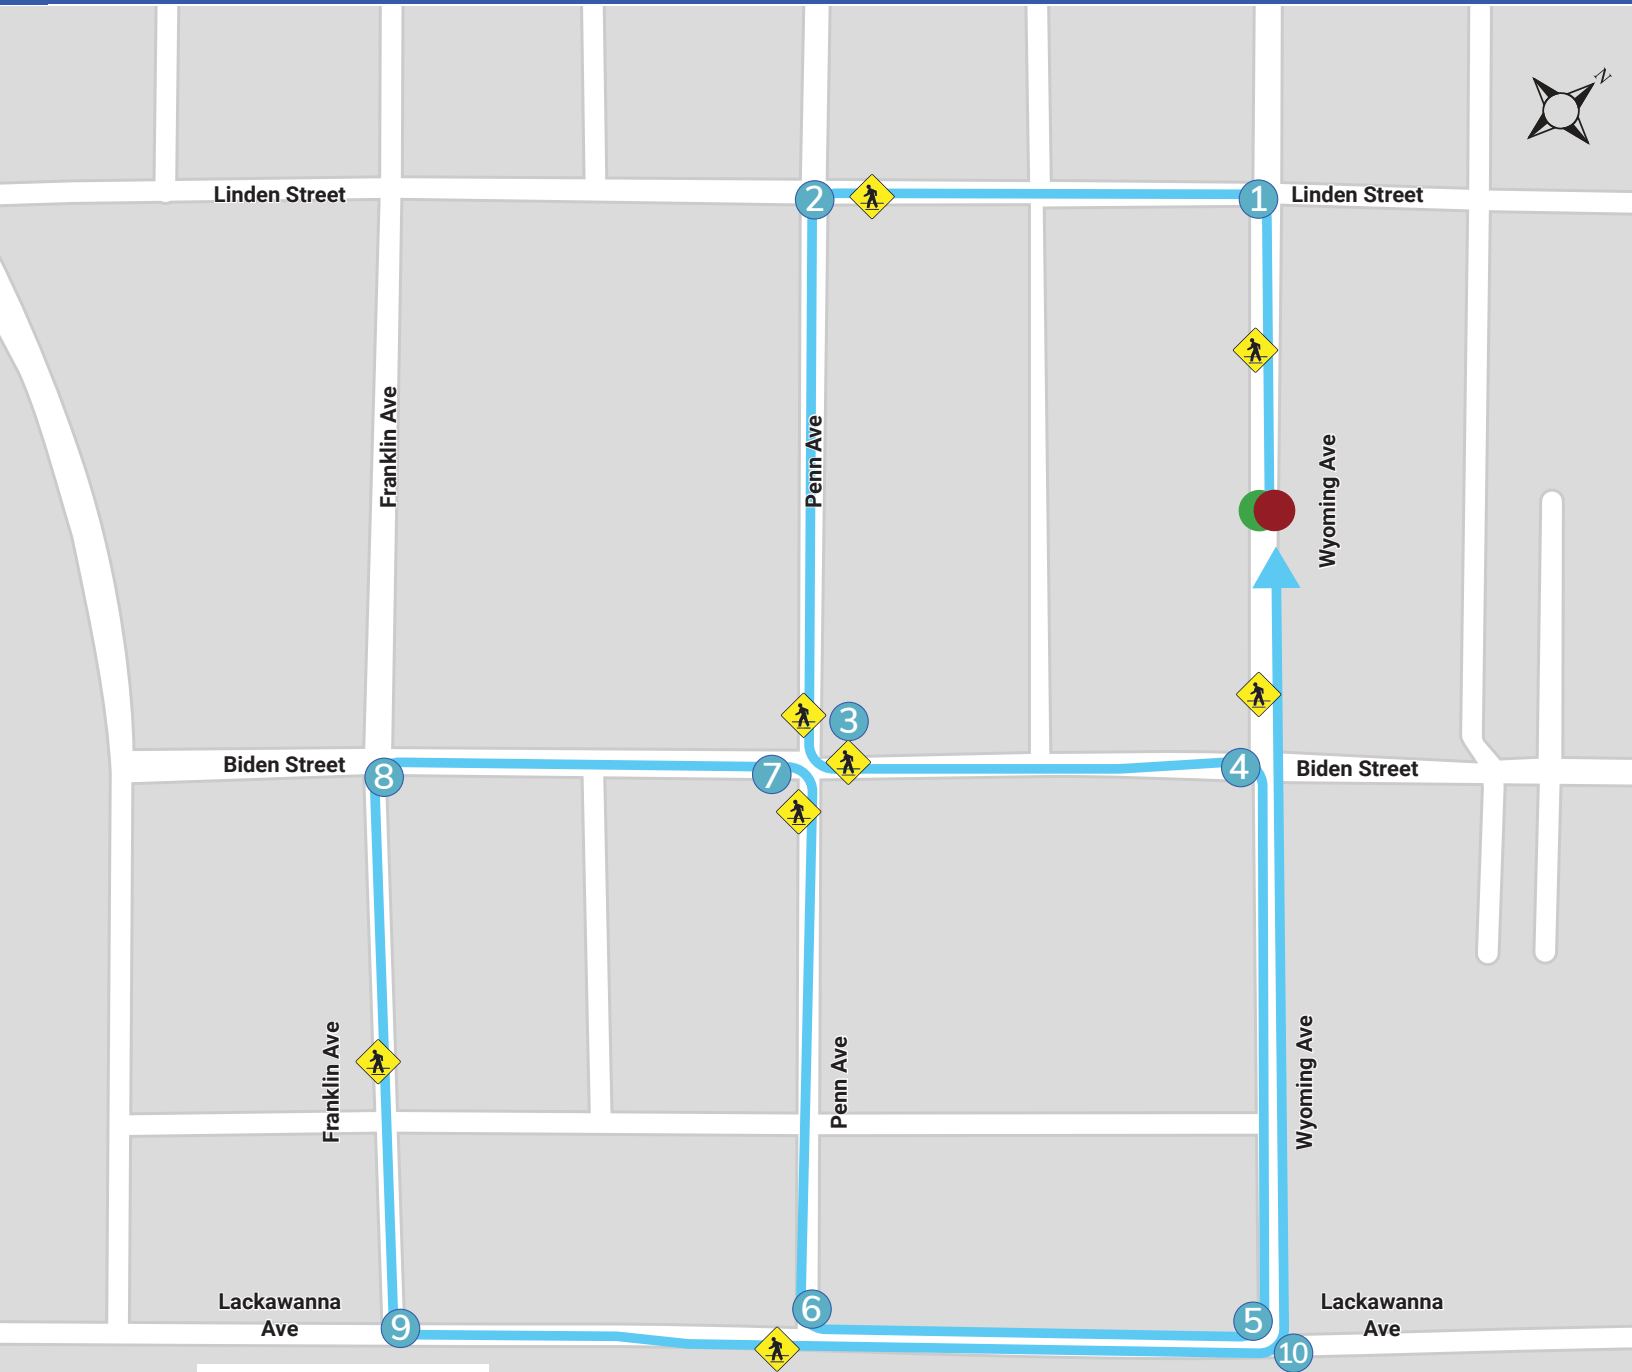 N
Linden Street
2
1
Linden Street
Franklin Ave
Penn Ave
Wyoming Ave
3
Biden Street
8
7
4
Biden Street
Franklin Ave
Penn Ave
Wyoming Ave
Lackawanna
Ave
9
6
5
10
Lackawanna
Ave